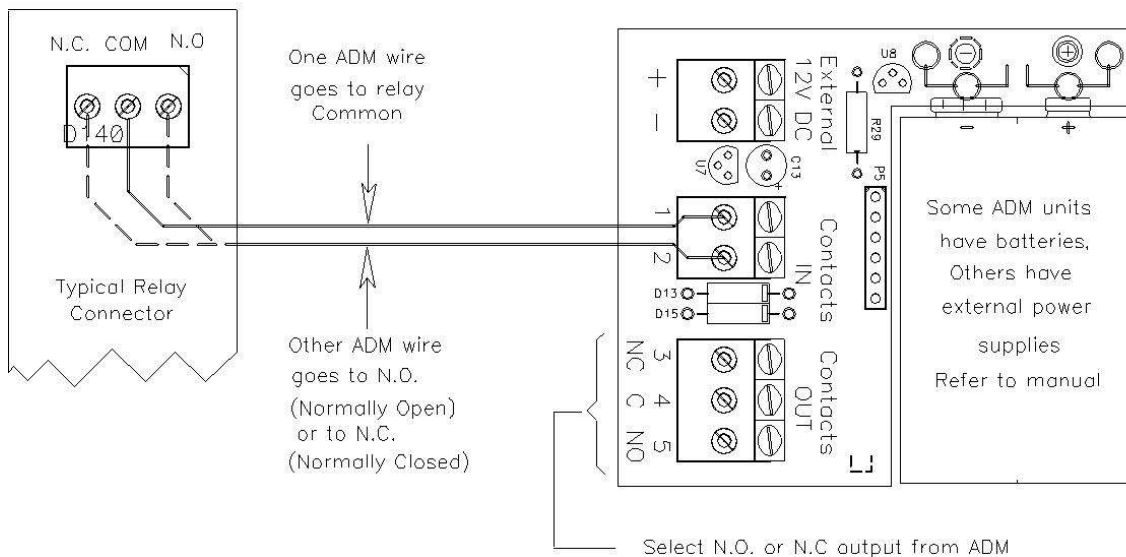 N.C. COM N.O
D140
Typical Relay
Connector
One ADM wire
goes to relay
Common
Other ADM wire
goes to N.O.
(Normally Open)
or to N.C.
(Normally Closed)
+
-
External
12V DC
U8
R29
U7
C13
+
P5
1
2
Contacts
IN
D13
D15
3
4
5
NC
C
NO
Contacts
OUT
-
+
-
+
Some ADM units
have batteries,
Others have
external power
supplies
Refer to manual
Select N.O. or N.C output from ADM